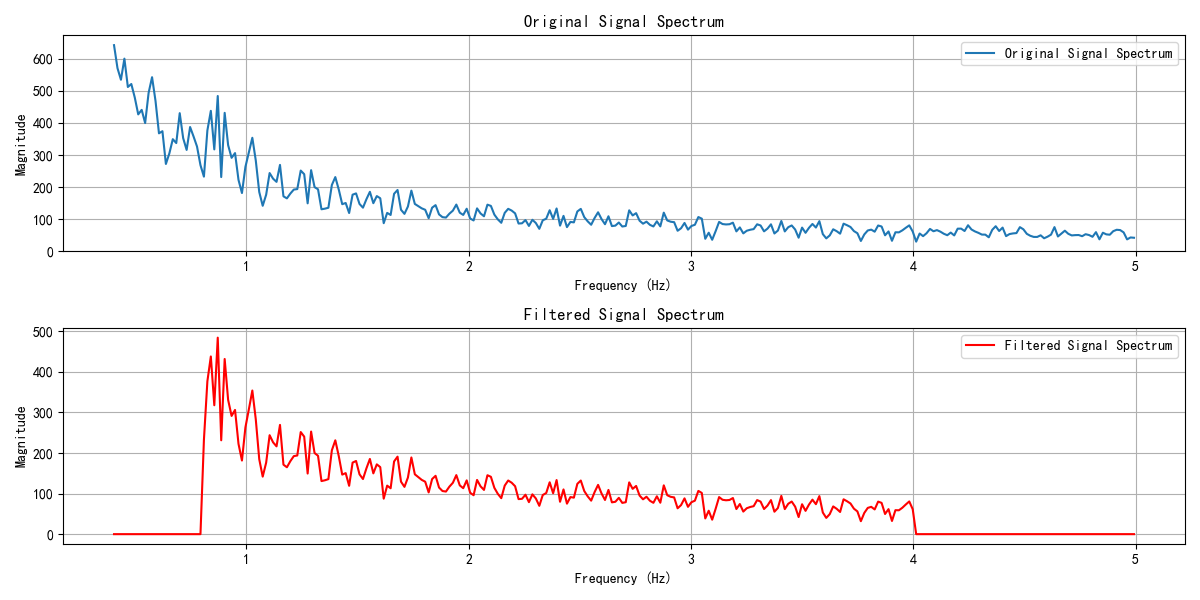 Original Signal Spectrum
Original Signal Spectrum
Magnitude
600
500
400
300
200
100
0
1
2
3
4
5
Frequency (Hz)
Filtered Signal Spectrum
Filtered Signal Spectrum
Magnitude
500
400
300
200
100
0
1
2
3
4
5
Frequency (Hz)